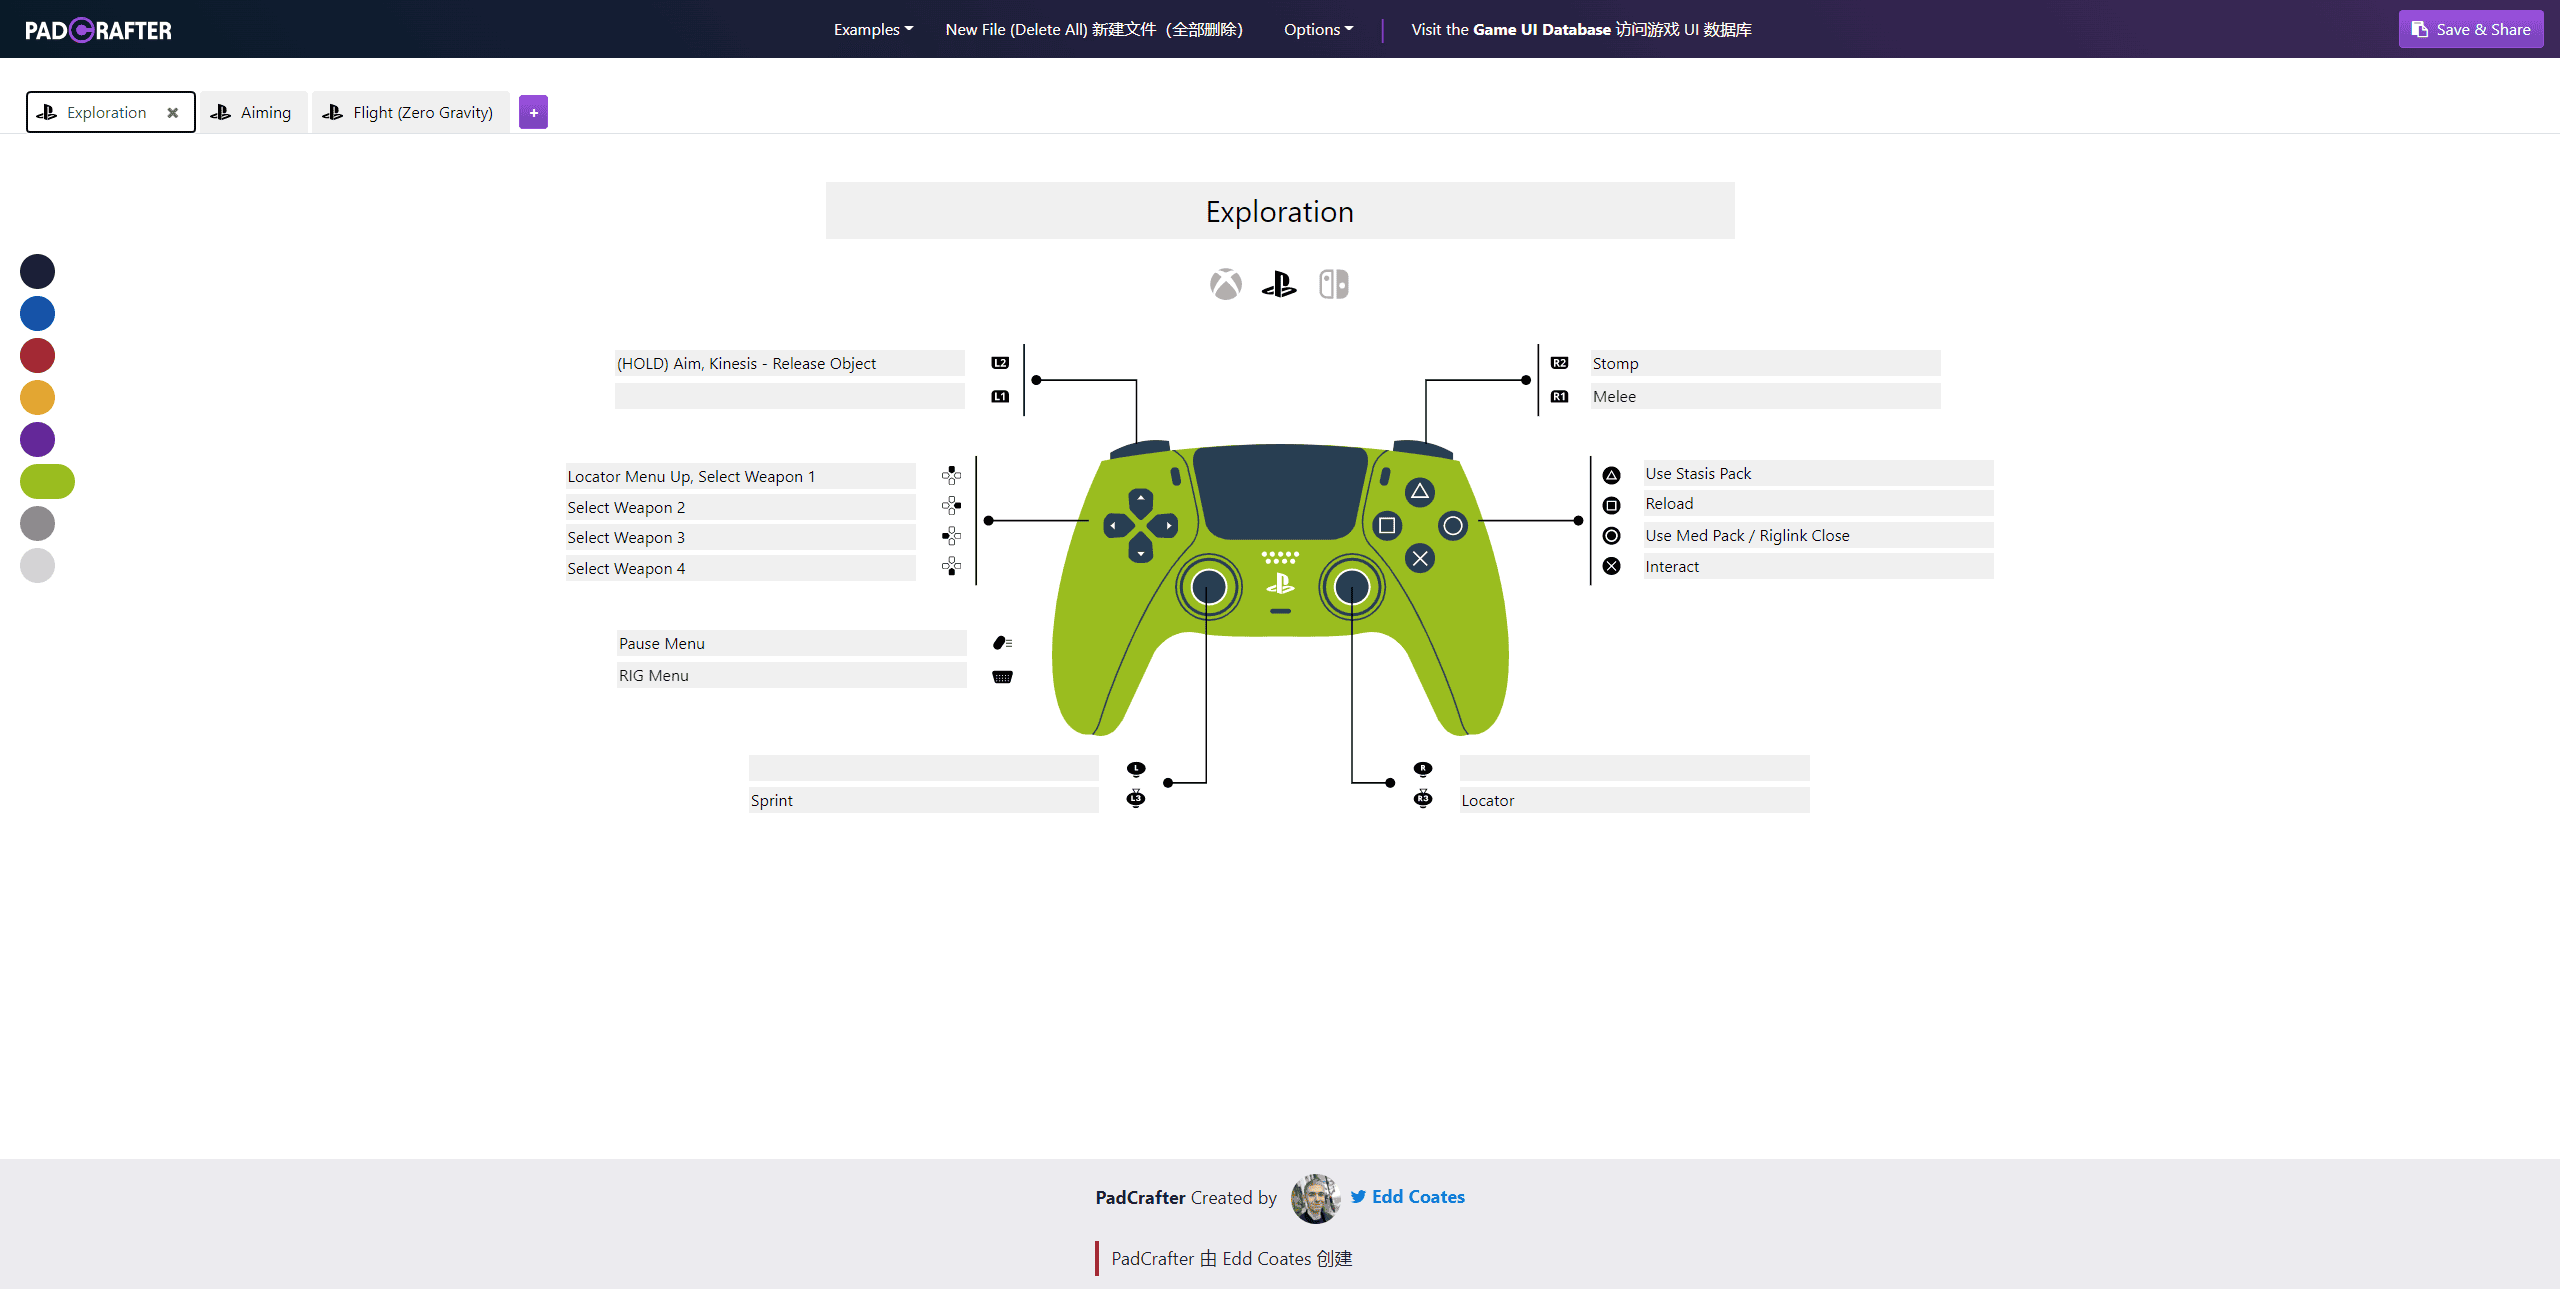 PADCRAFTER
Examples
New File (Delete All) 新建文件（全部删除）
Options
Visit the Game UI Database 访问游戏 UI 数据库
Save & Share
Exploration
Aiming
Flight (Zero Gravity)
+
Exploration
(HOLD) Aim, Kinesis - Release Object
L2
L1
R2
Stomp
R1
Melee
Locator Menu Up, Select Weapon 1
Select Weapon 2
Select Weapon 3
Select Weapon 4
Use Stasis Pack
Reload
Use Med Pack / Riglink Close
Interact
Pause Menu
RIG Menu
L
Sprint
L3
R
R3
Locator
PadCrafter Created by Edd Coates
PadCrafter 由 Edd Coates 创建